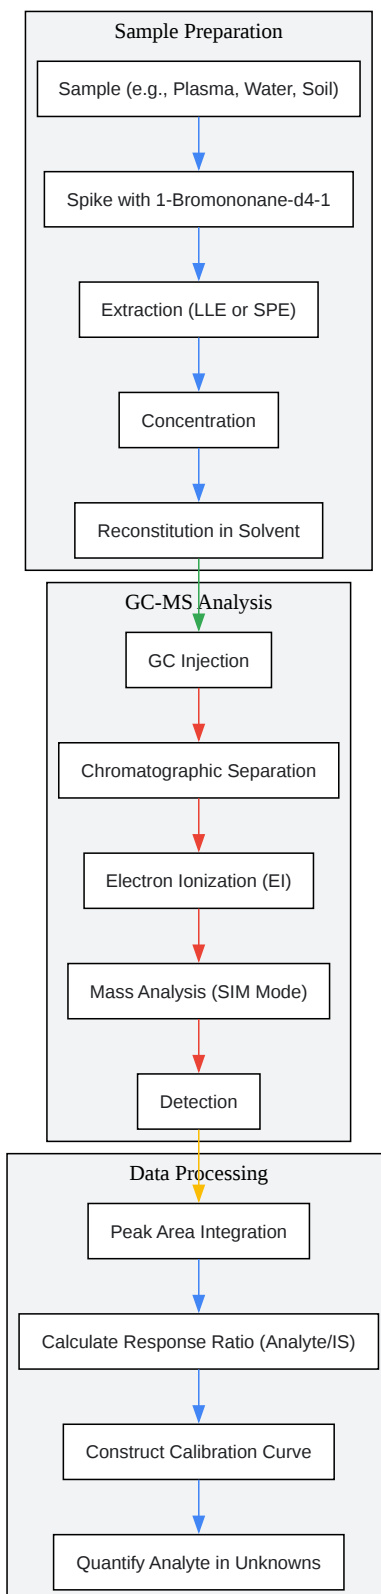 Sample Preparation
Sample (e.g., Plasma, Water, Soil)
Spike with 1-Bromononane-d4-1
Extraction (LLE or SPE)
Concentration
Reconstitution in Solvent
GC-MS Analysis
GC Injection
Chromatographic Separation
Electron Ionization (EI)
Mass Analysis (SIM Mode)
Detection
Data Processing
Peak Area Integration
Calculate Response Ratio (Analyte/IS)
Construct Calibration Curve
Quantify Analyte in Unknowns